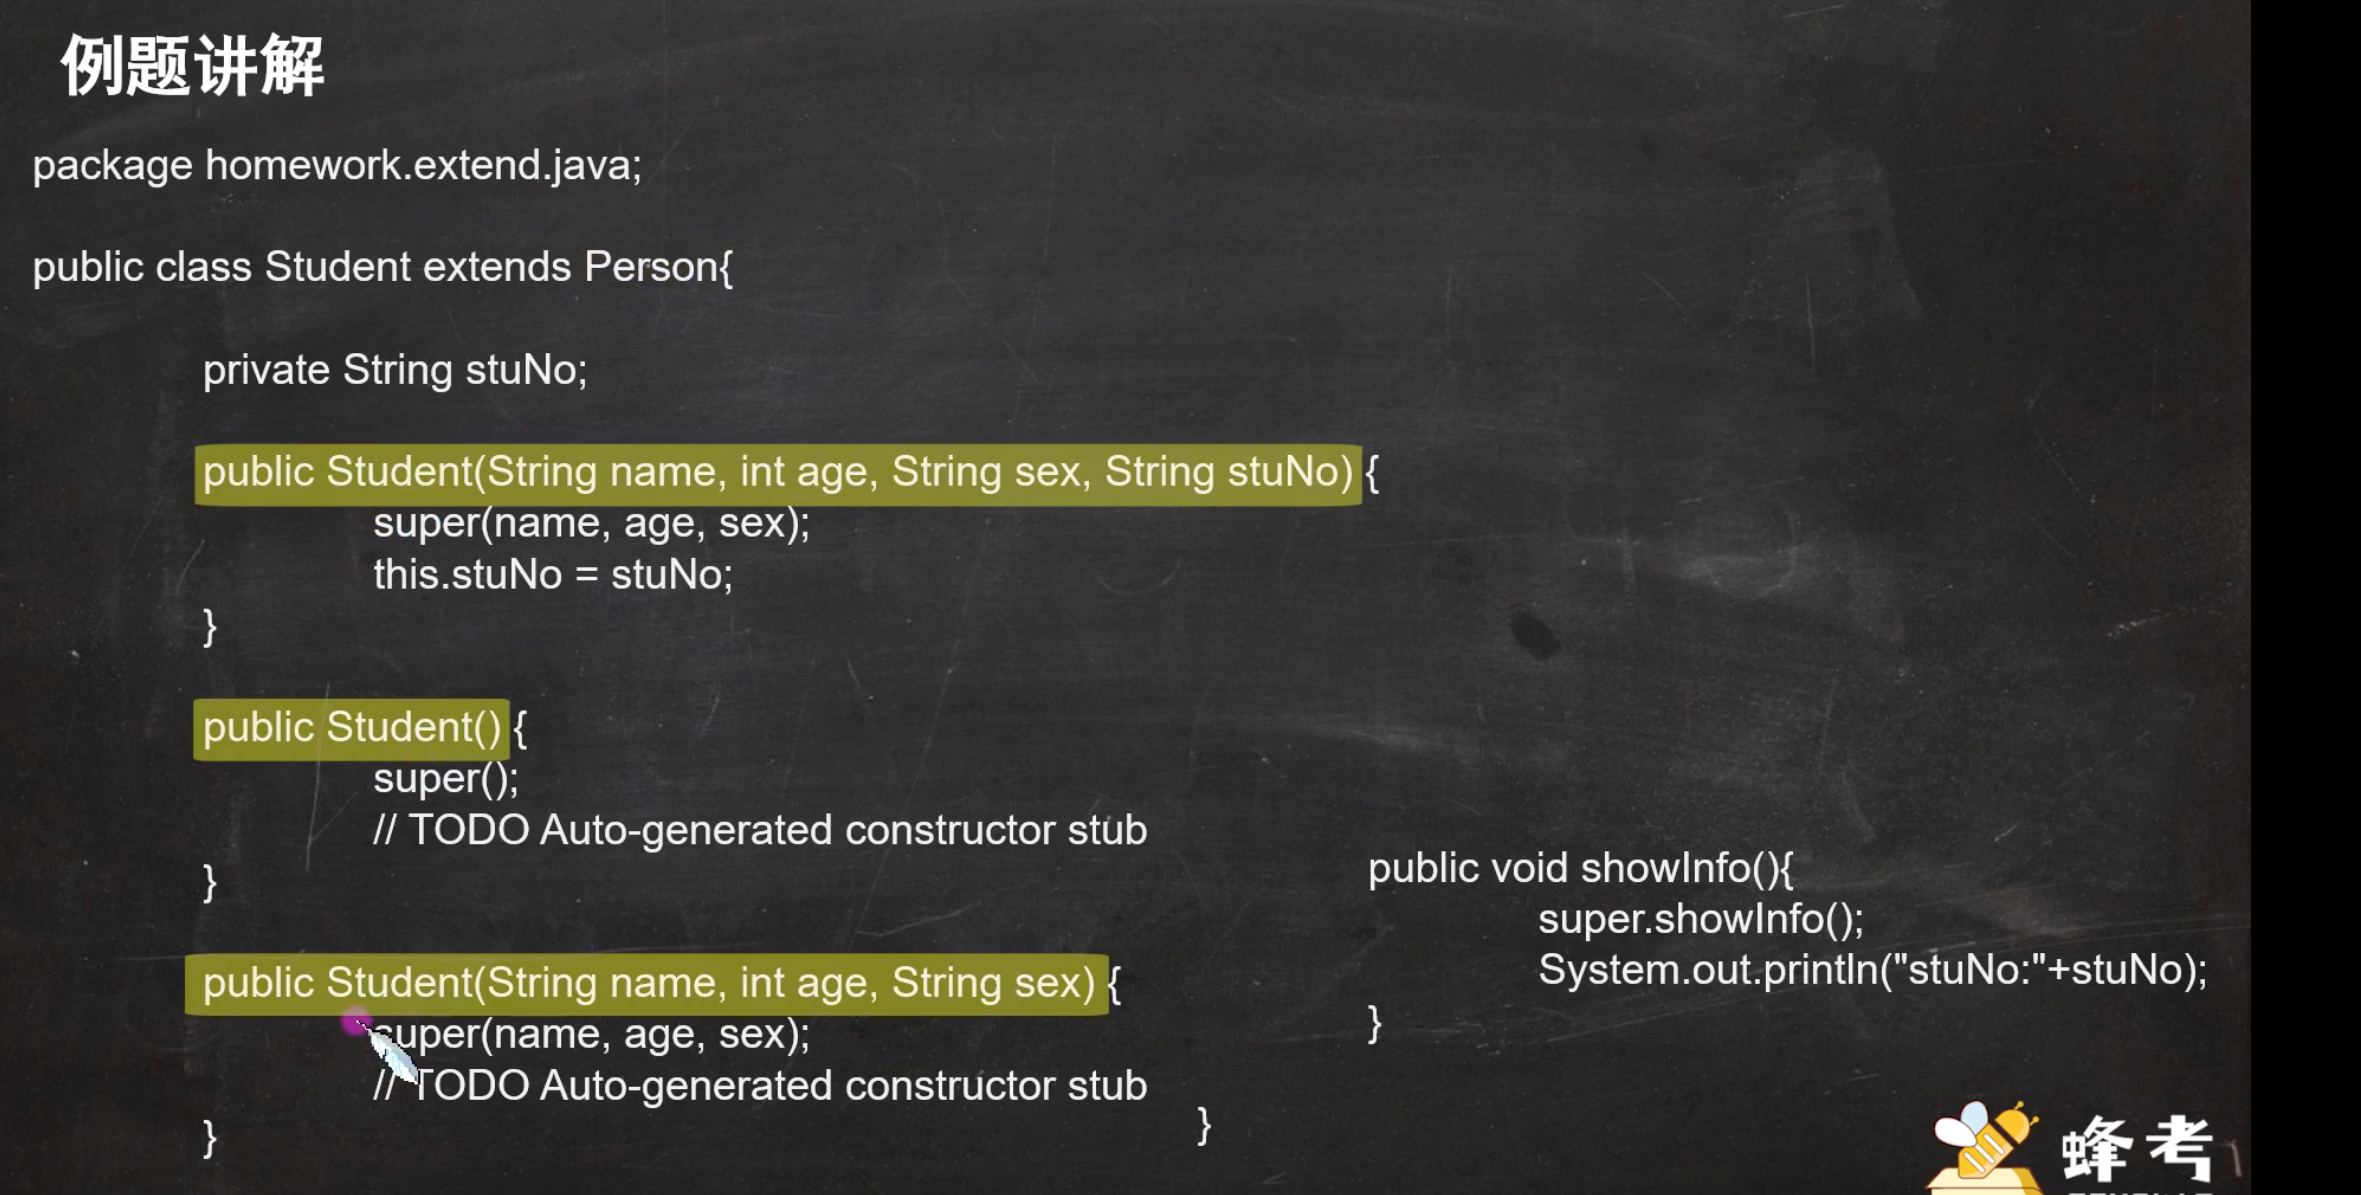 例题讲解
package homework.extend.java;
public class Student extends Person{
private String stuNo;
public Student(String name, int age, String sex, String stuNo) {
super(name, age, sex);
this.stuNo = stuNo;
}
public Student() {
super();
// TODO Auto-generated constructor stub
}
public Student(String name, int age, String sex) {
super(name, age, sex);
// TODO Auto-generated constructor stub
}
public void showInfo(){
super.showInfo();
System.out.println("stuNo:"+stuNo);
}
}
蜂考